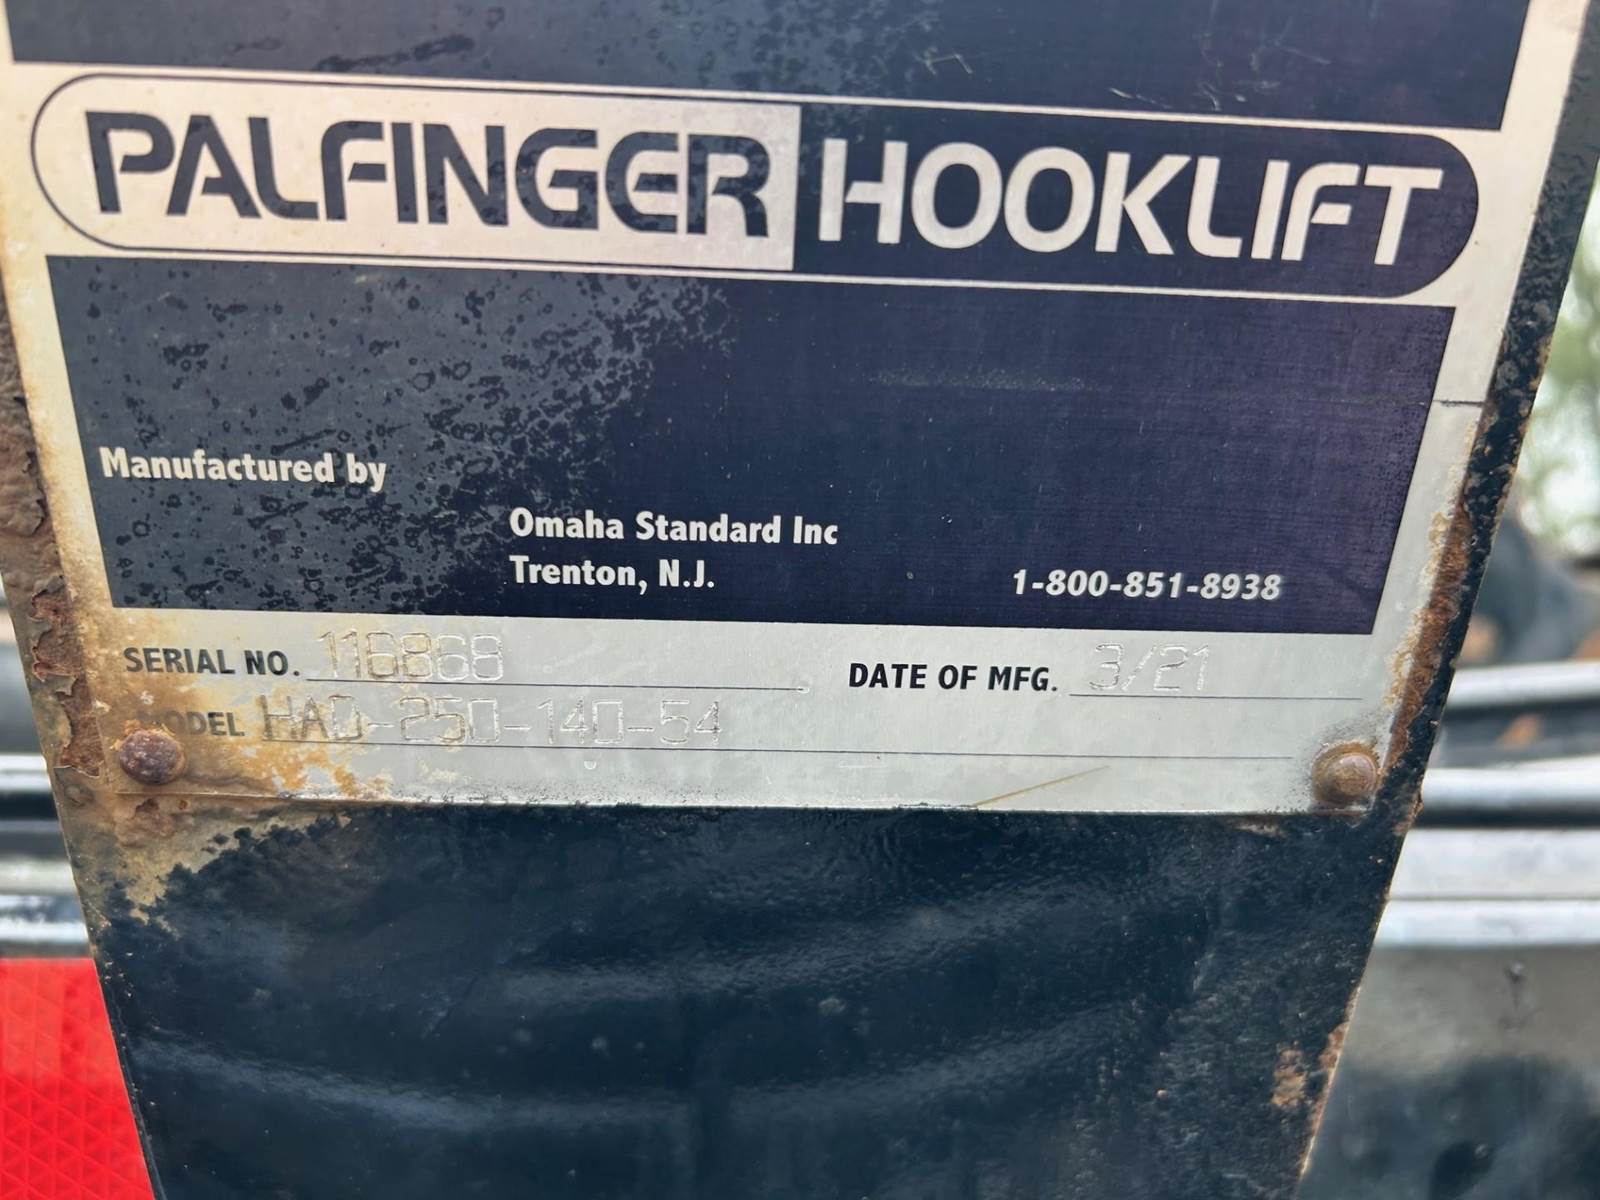 PALFINGER HOOKLIFT
Manufactured by
Omaha Standard Inc
Trenton, N.J.
1-800-851-8938
SERIAL NO. 116868
DATE OF MFG. 3/21
MODEL HAD-250-140-54